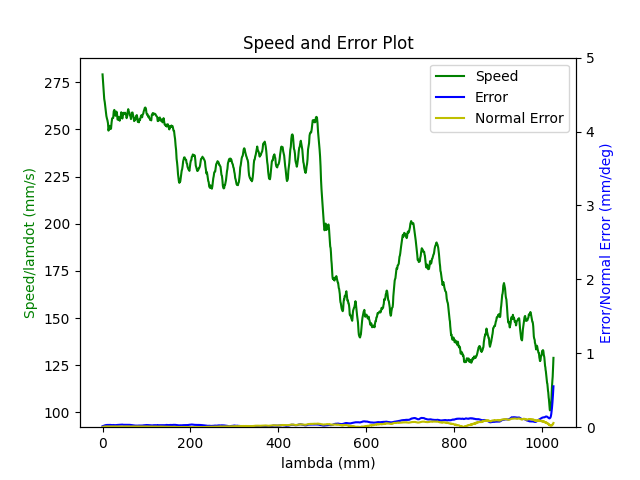 Speed and Error Plot
Speed
Error
Normal Error
275
250
225
200
175
150
125
100
Speed/lamdot (mm/s)
5
4
3
2
1
0
Error/Normal Error (mm/deg)
0 200 400 600 800 1000
lambda (mm)